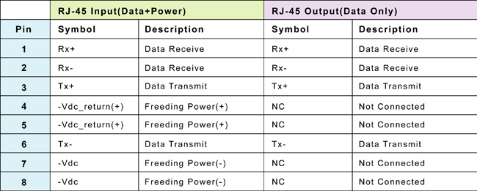 RJ-45 Input(Data+Power) RJ-45 Output(Data Only)
Pin Symbol Description Symbol Description
1 Rx+ Data Receive Rx+ Data Receive
2 Rx- Data Receive Rx- Data Receive
3 Tx+ Data Transmit Tx+ Data Transmit
4 -Vdc_return(+) Freeding Power(+) NC Not Connected
5 -Vdc_return(+) Freeding Power(+) NC Not Connected
6 Tx- Data Transmit Tx- Data Transmit
7 -Vdc Freeding Power(-) NC Not Connected
8 -Vdc Freeding Power(-) NC Not Connected